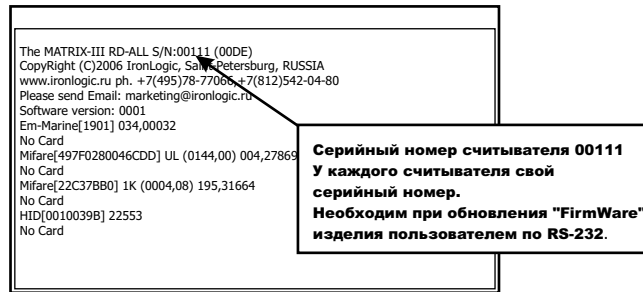 The MATRIX-III RD-ALL S/N:00111 (00DE)
CopyRight (C)2006 IronLogic, Saint-Petersburg, RUSSIA
www.ironlogic.ru ph. +7(495)78-77066,+7(812)542-04-80
Please send Email: marketing@ironlogic.ru
Software version: 0001
Em-Marine[1901] 034,00032
No Card
Mifare[497F0280046CDD] UL (0144,00) 004,27869
No Card
Mifare[22C37BB0] 1K (0004,08) 195,31664
No Card
HID[0010039B] 22553
No Card
Серийный номер считывателя 00111
У каждого считывателя свой
серийный номер.
Необходим при обновления "FirmWare"
изделия пользователем по RS-232.